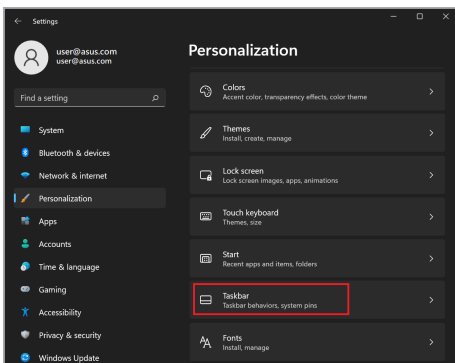 Settings
user@asus.com
user@asus.com
Find a setting
System
Bluetooth & devices
Network & internet
Personalization
Apps
Accounts
Time & language
Gaming
Accessibility
Privacy & security
Windows Update
Personalization
Colors
Accent color, transparency effects, color theme
Themes
Install, create, manage
Lock screen
Lock screen images, apps, animations
Touch keyboard
Themes, size
Start
Recent apps and items, folders
Taskbar
Taskbar behaviors, system pins
Fonts
Install, manage